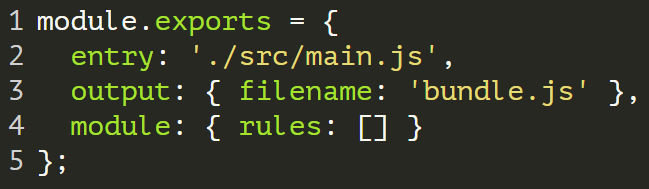 1 module.exports = {
2   entry: './src/main.js',
3   output: { filename: 'bundle.js' },
4   module: { rules: [] }
5 };